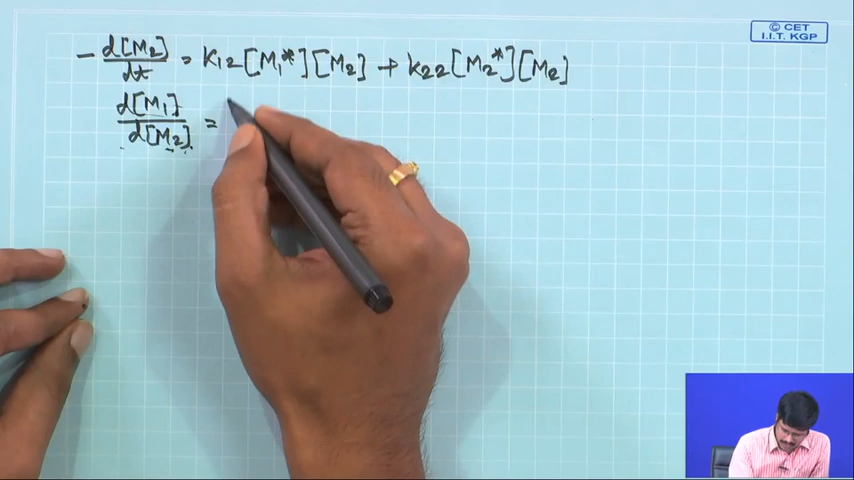 © CET
I.I.T. KGP
- d[M2]/dt = K12[M1*][M2] + K22[M2*][M2]
d[M1]/d[M2] =